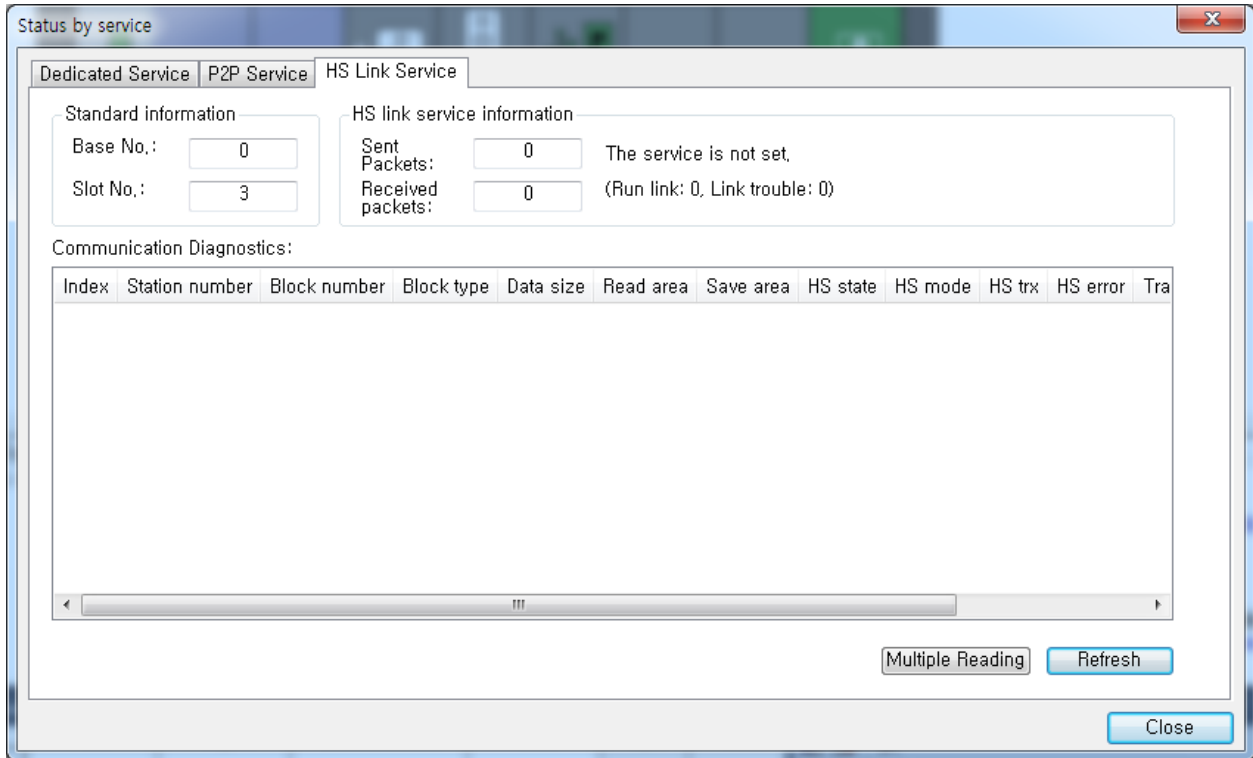 Status by service
Dedicated Service P2P Service HS Link Service
Standard information
Base No.: 0
Slot No.: 3
HS link service information
Sent Packets: 0
Received packets: 0
The service is not set.
(Run link: 0, Link trouble: 0)
Communication Diagnostics:
Index Station number Block number Block type Data size Read area Save area HS state HS mode HS trx HS error Tra
Multiple Reading Refresh
Close